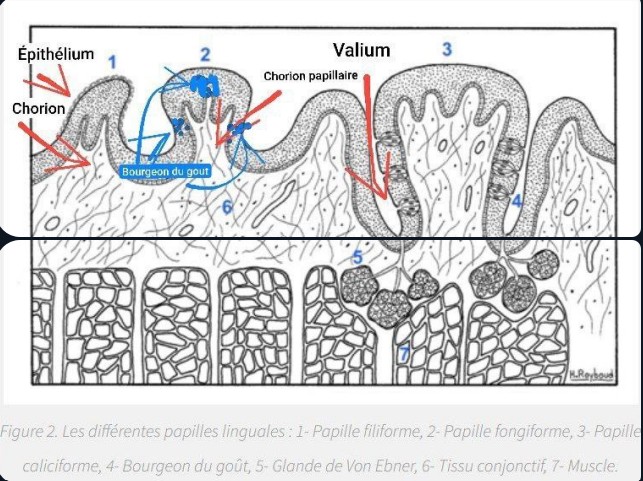 Épithélium
1
2
Valium
3
Chorion papillaire
Chorion
Bourgeon du gout
6
4
5
7
H.Raybaud
Figure 2. Les différentes papilles linguales : 1- Papille filiforme, 2- Papille fongiforme, 3- Papille
caliciforme, 4- Bourgeon du goût, 5- Glande de Von Ebner, 6- Tissu conjonctif, 7- Muscle.